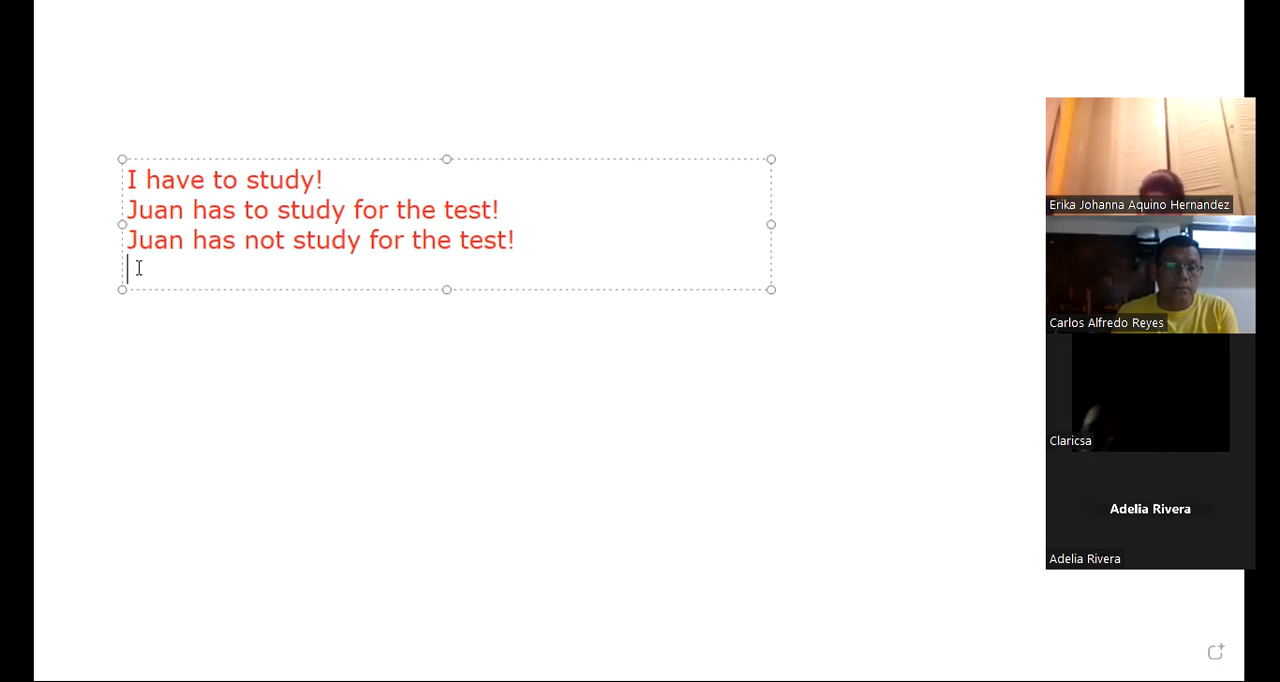 I have to study!
Juan has to study for the test!
Juan has not study for the test!
Erika Johanna Aquino Hernandez
Carlos Alfredo Reyes
Claricsa
Adelia Rivera
Adelia Rivera